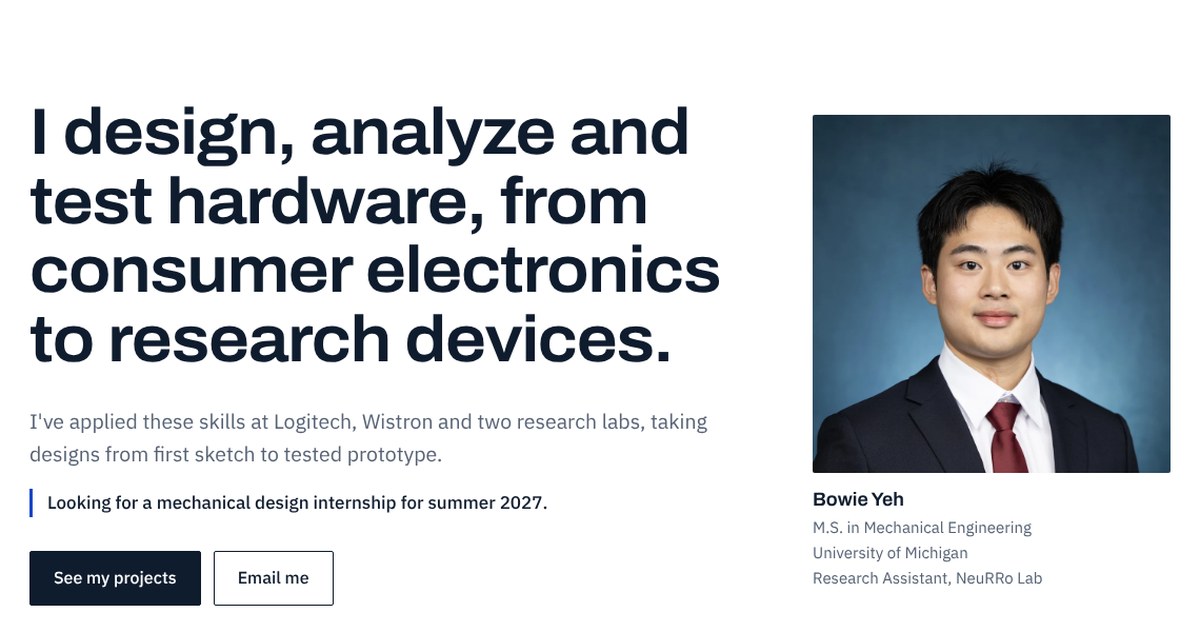 I design, analyze and
test hardware, from
consumer electronics
to research devices.
I've applied these skills at Logitech, Wistron and two research labs, taking
designs from first sketch to tested prototype.
Looking for a mechanical design internship for summer 2027.
See my projects
Email me
Bowie Yeh
M.S. in Mechanical Engineering
University of Michigan
Research Assistant, NeuRRo Lab